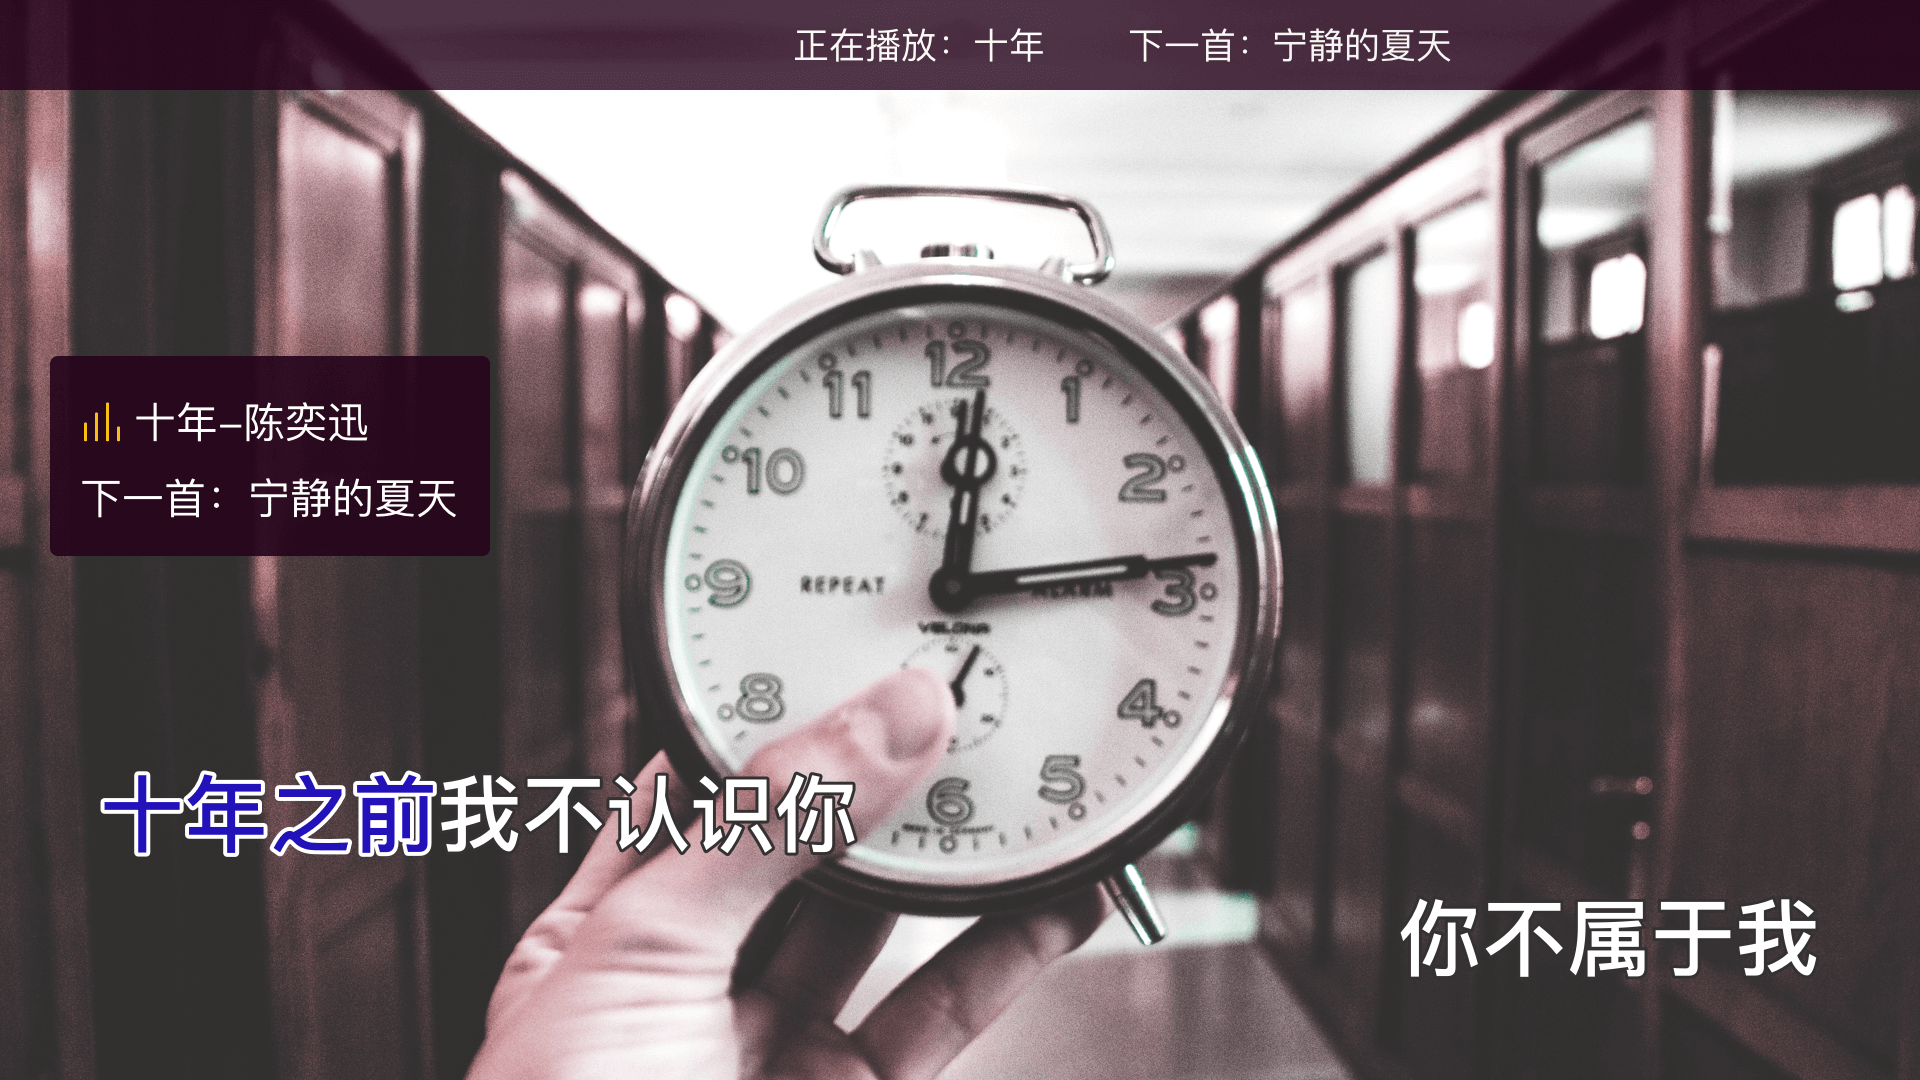 正在播放：十年 下一首：宁静的夏天
十年–陈奕迅
下一首：宁静的夏天
12
11
1
10
2
9
REPEAT
ALARM
3
VELONA
8
4
5
6
十年之前我不认识你
你不属于我